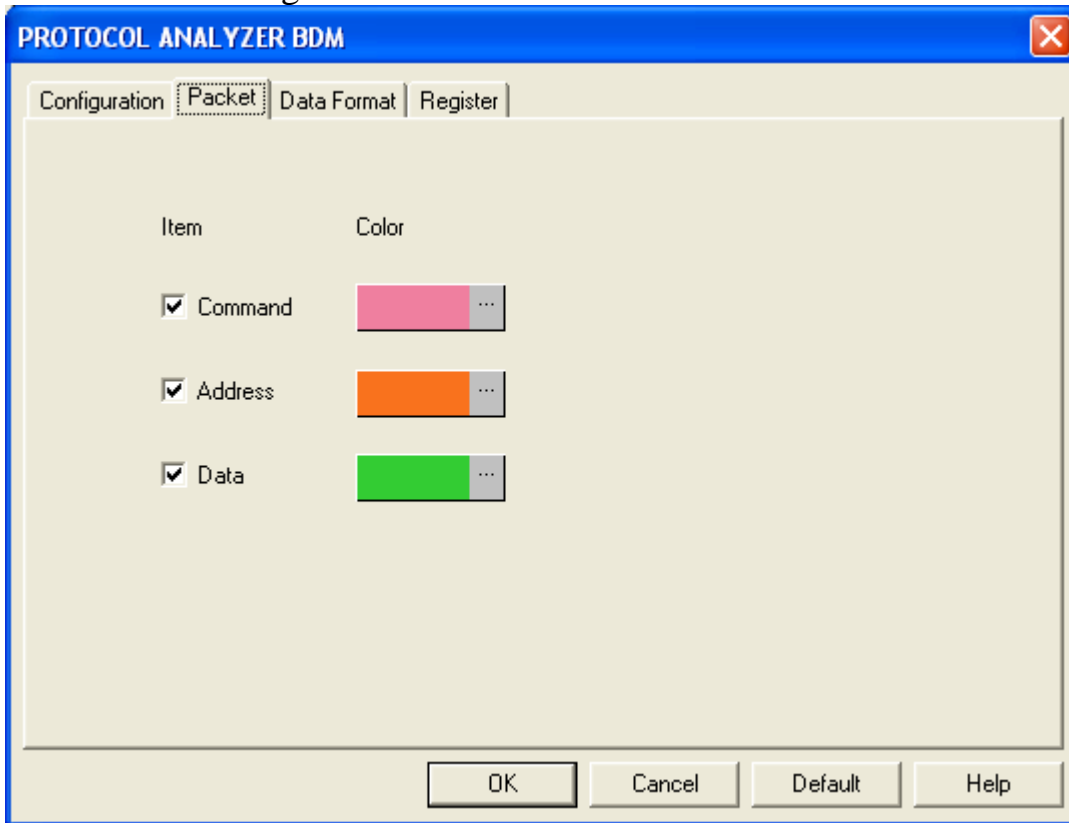 PROTOCOL ANALYZER BDM
Configuration Packet Data Format Register
Item Color
Command ...
Address ...
Data ...
OK Cancel Default Help